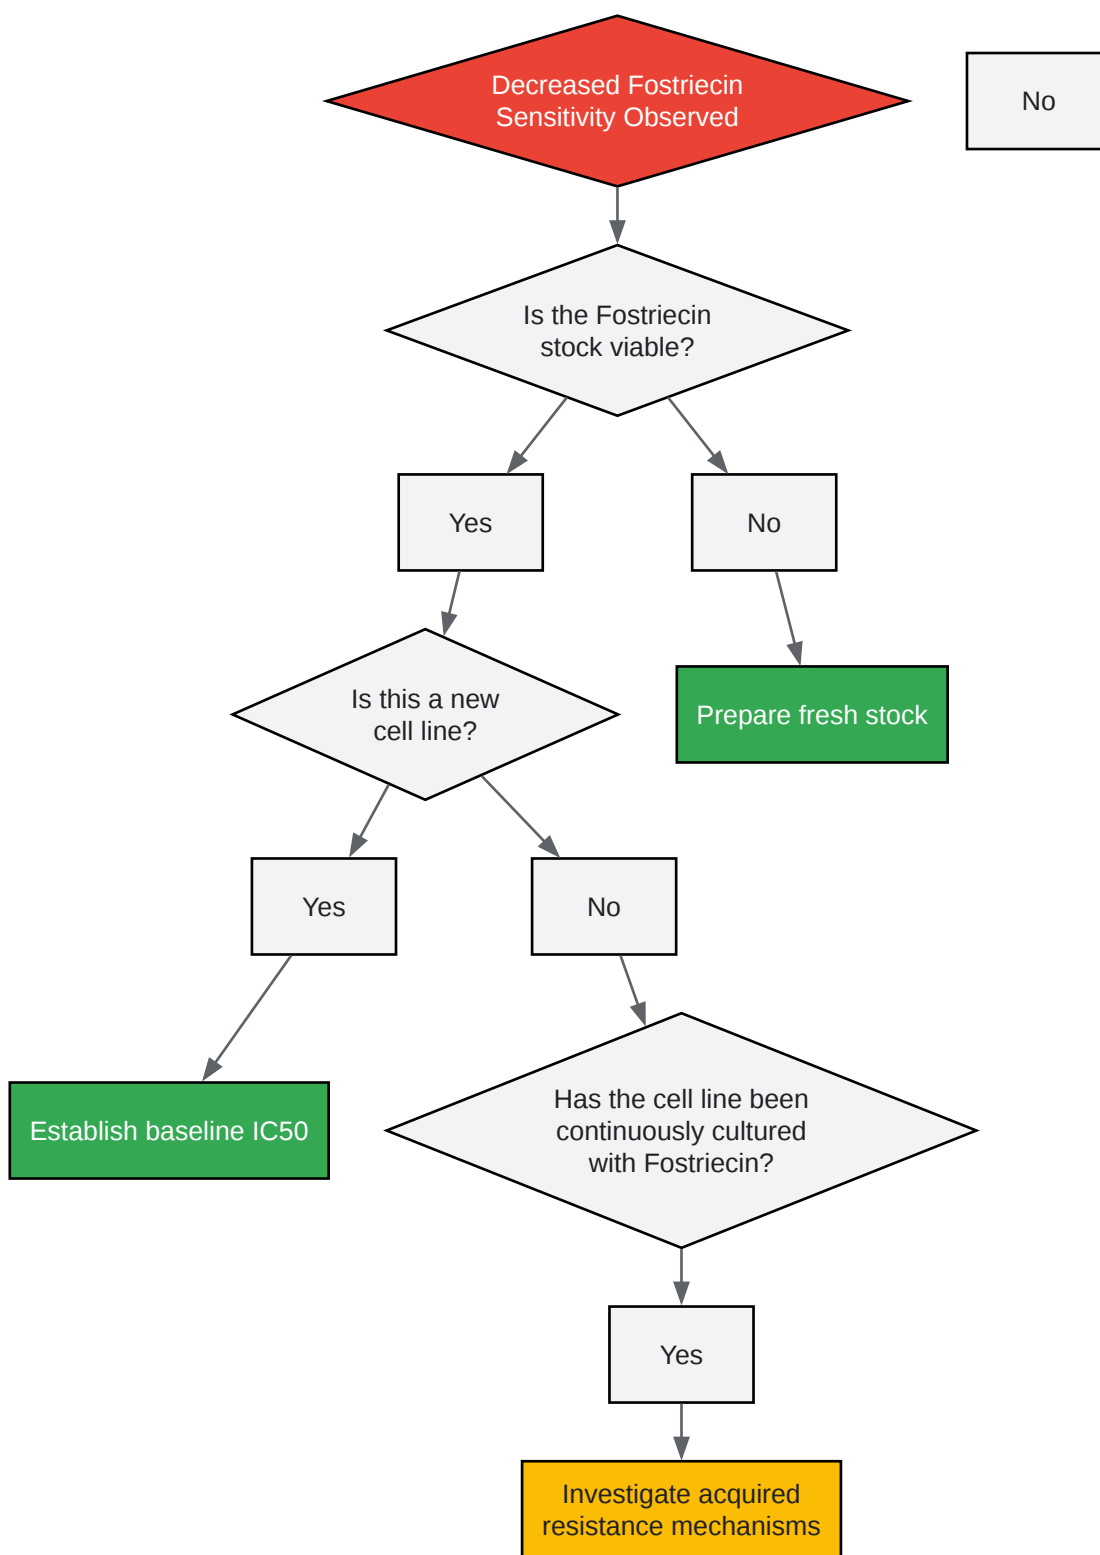 Decreased Fostriecin
Sensitivity Observed
No
Is the Fostriecin
stock viable?
Yes
No
Is this a new
cell line?
Prepare fresh stock
Yes
No
Establish baseline IC50
Has the cell line been
continuously cultured
with Fostriecin?
Yes
Investigate acquired
resistance mechanisms